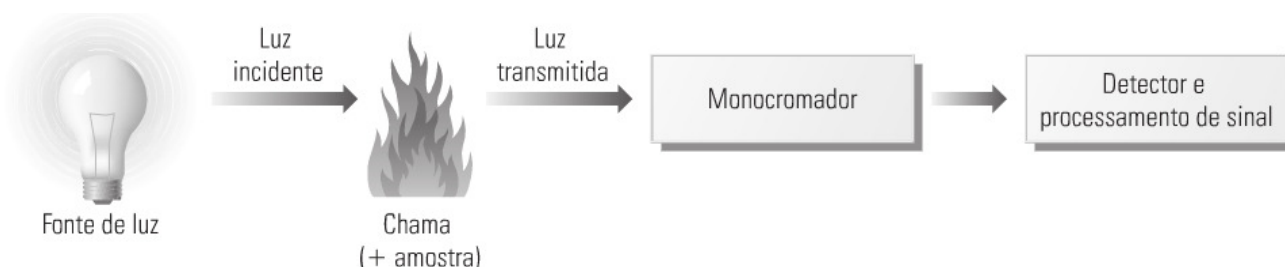 Luz
incidente
Luz
transmitida
Monocromador
Detector e
processamento de sinal
Fonte de luz
Chama
(+ amostra)